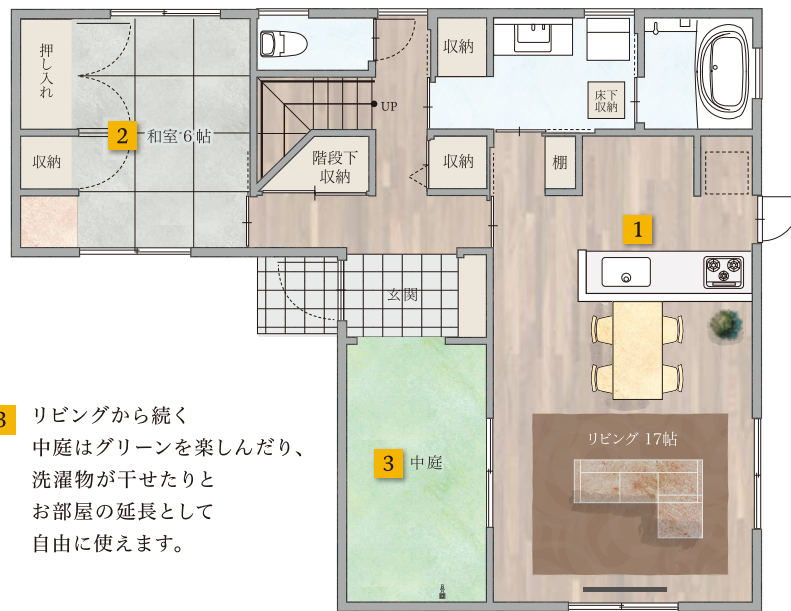 押し入れ
収納
床下
収納
UP
2 和室 6 帖
収納
階段下
収納
収納
棚
1
玄関
3 中庭
リビング 17帖
3 リビングから続く
中庭はグリーンを楽しんだり、
洗濯物が干せたりと
お部屋の延長として
自由に使えます。